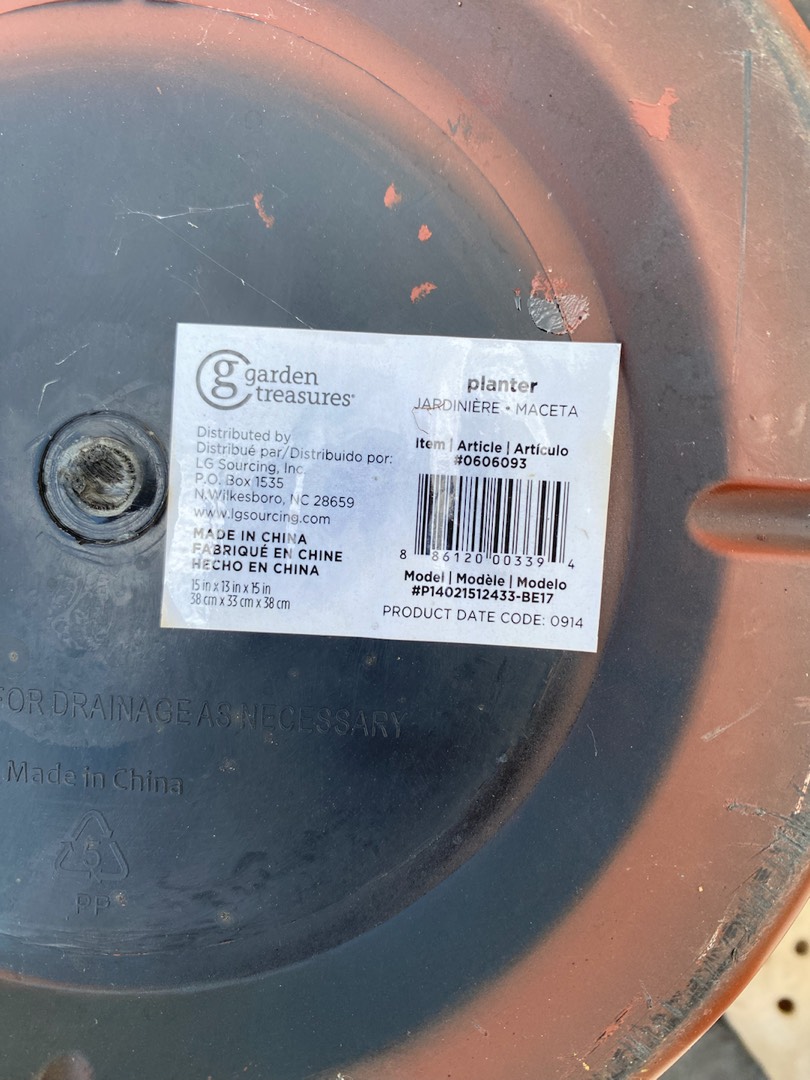 garden
treasures
planter
JARDINIÈRE • MACETA
Distributed by
Distribué par/Distribuido por:
LG Sourcing, Inc.
P.O. Box 1535
N.Wilkesboro, NC 28659
www.lgsourcing.com
MADE IN CHINA
FABRIQUÉ EN CHINE
HECHO EN CHINA
15 in x 13 in x 15 in
38 cm x 33 cm x 38 cm
Item | Article | Artículo
#0606093
8 86120 00339 4
Model | Modèle | Modelo
#P14021512433-BE17
PRODUCT DATE CODE: 0914
FOR DRAINAGE AS NECESSARY
Made in China
5
PP